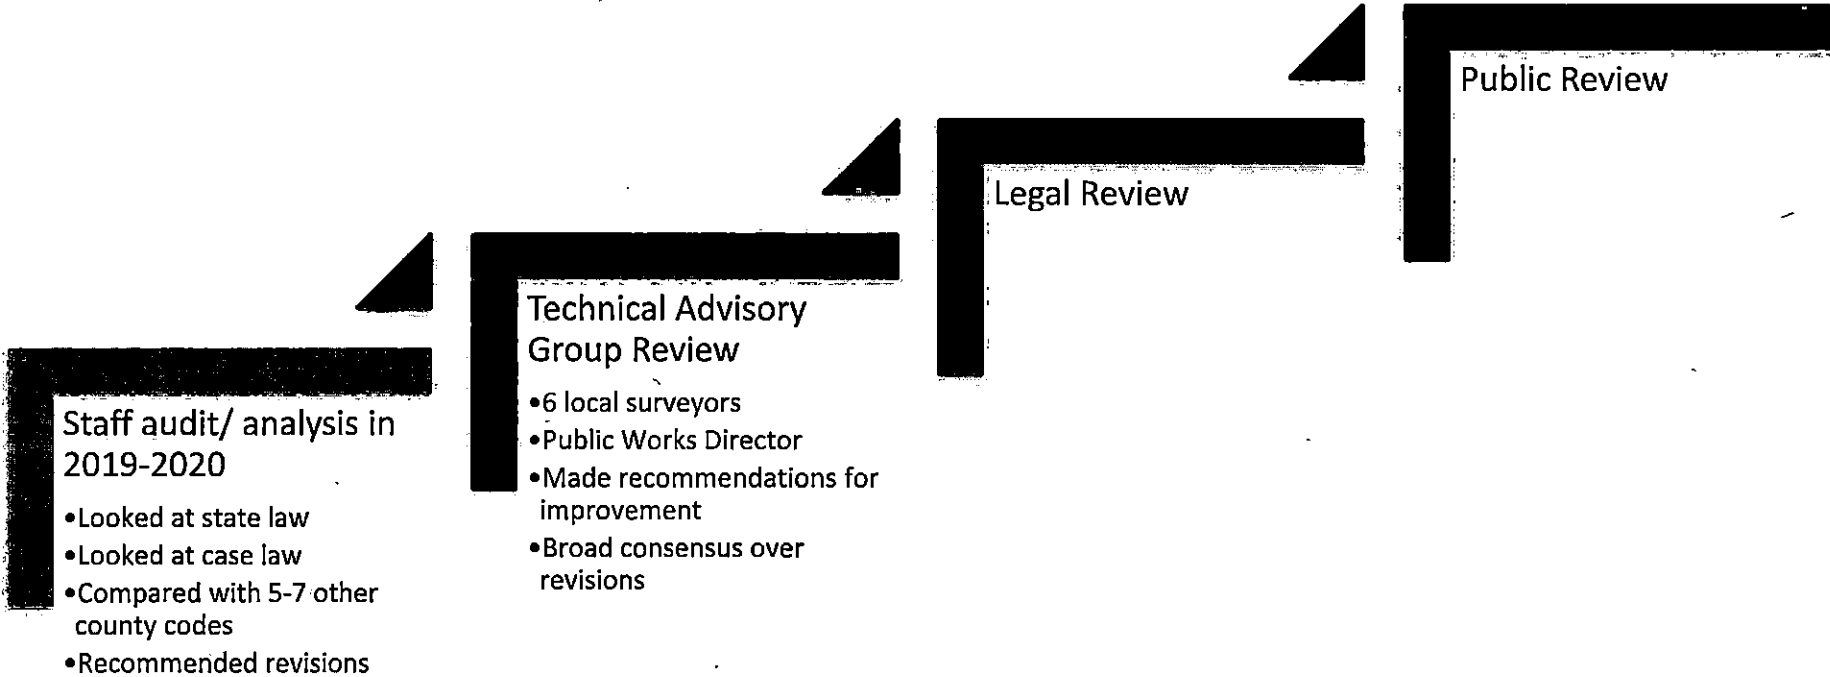 Staff audit/ analysis in
2019-2020
•Looked at state law
•Looked at case law
•Compared with 5-7 other
county codes
•Recommended revisions
Technical Advisory
Group Review
•6 local surveyors
•Public Works Director
•Made recommendations for
improvement
•Broad consensus over
revisions
Legal Review
Public Review